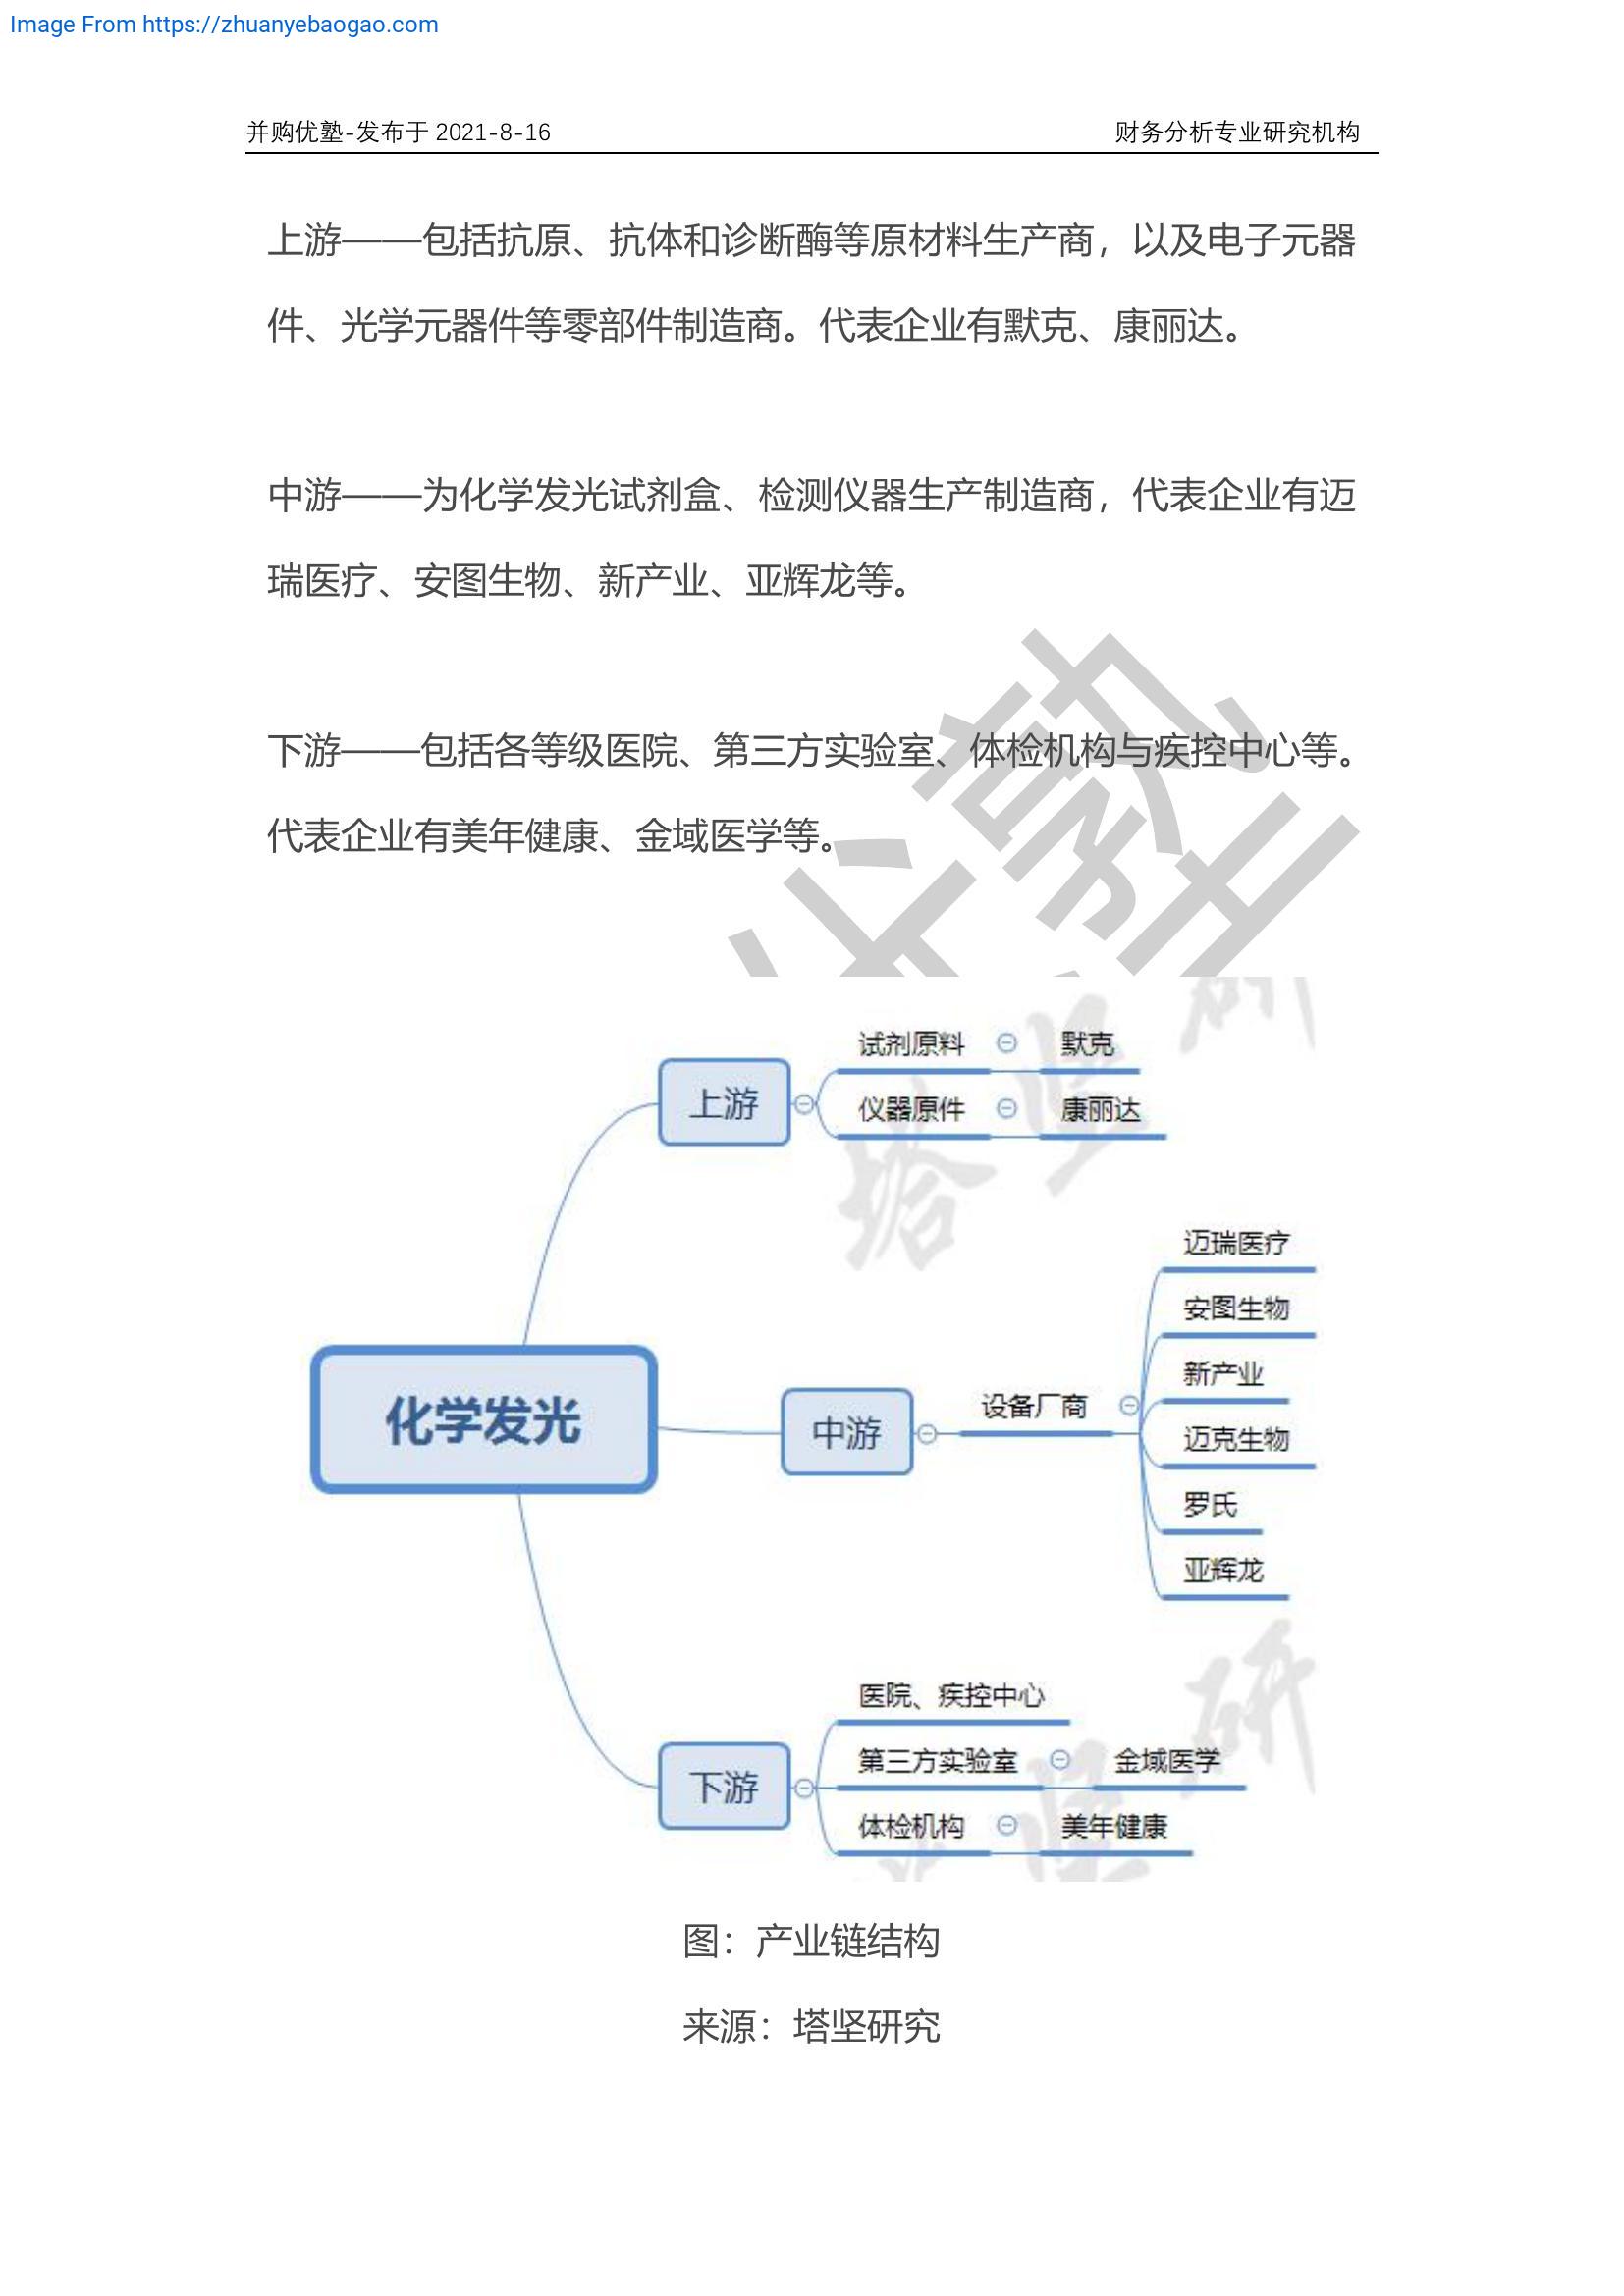 Image From https://zhuanyebaogao.com
并购优塾-发布于 2021-8-16
财务分析专业研究机构
上游——包括抗原、抗体和诊断酶等原材料生产商，以及电子元器
件、光学元器件等零部件制造商。代表企业有默克、康丽达。
中游——为化学发光试剂盒、检测仪器生产制造商，代表企业有迈
瑞医疗、安图生物、新产业、亚辉龙等。
下游——包括各等级医院、第三方实验室、体检机构与疾控中心等。
代表企业有美年健康、金域医学等。
化学发光
上游
试剂原料
默克
仪器原件
康丽达
中游
设备厂商
迈瑞医疗
安图生物
新产业
迈克生物
罗氏
亚辉龙
下游
医院、疾控中心
第三方实验室
金域医学
体检机构
美年健康
塔坚研
坚研
图：产业链结构
来源：塔坚研究